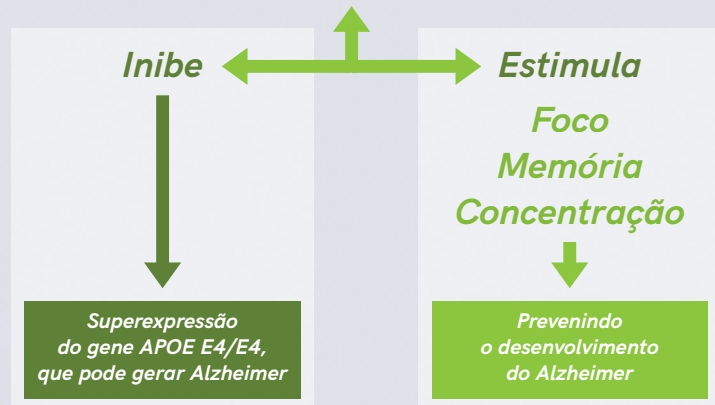 Inibe
Superexpressão
do gene APOE E4/E4,
que pode gerar Alzheimer
Estimula
Foco
Memória
Concentração
Prevenindo
o desenvolvimento
do Alzheimer